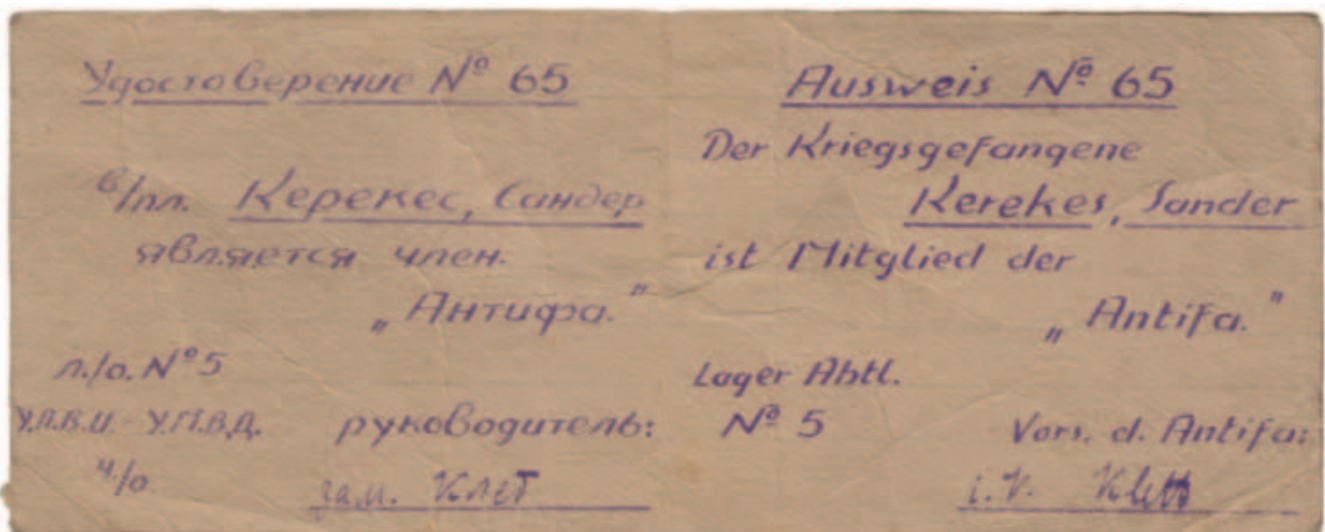 Удостоверение № 65
в/пл. Керекес, Сандер
является член.
„Антифа."
л./о. № 5
У.П.В.И. - У.М.В.Д.
ч/о
руководитель:
зам. Клет
Ausweis № 65
Der Kriegsgefangene
Kerekes, Sander
ist Mitglied der
„Antifa."
Lager Abtl.
№ 5
Vors. d. Antifa:
i.V. Klett